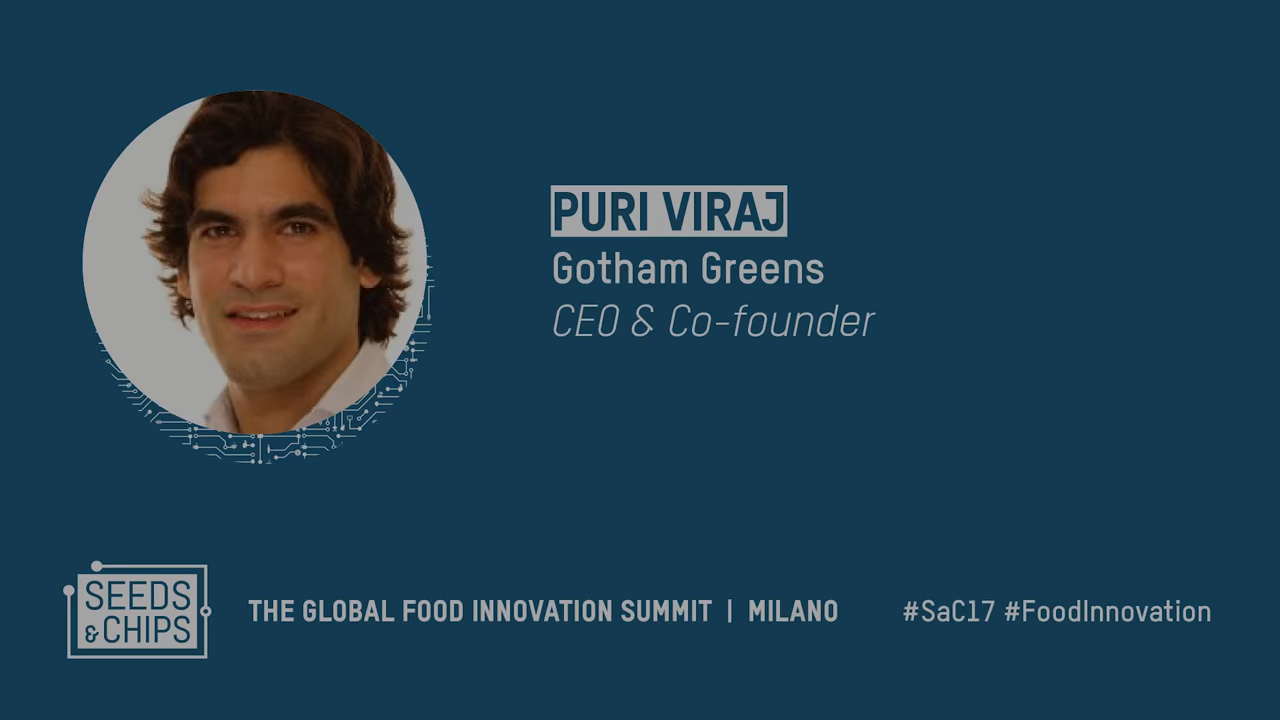 PURI VIRAJ
Gotham Greens
CEO & Co-founder
SEEDS
& CHIPS
THE GLOBAL FOOD INNOVATION SUMMIT | MILANO
#SaC17 #FoodInnovation